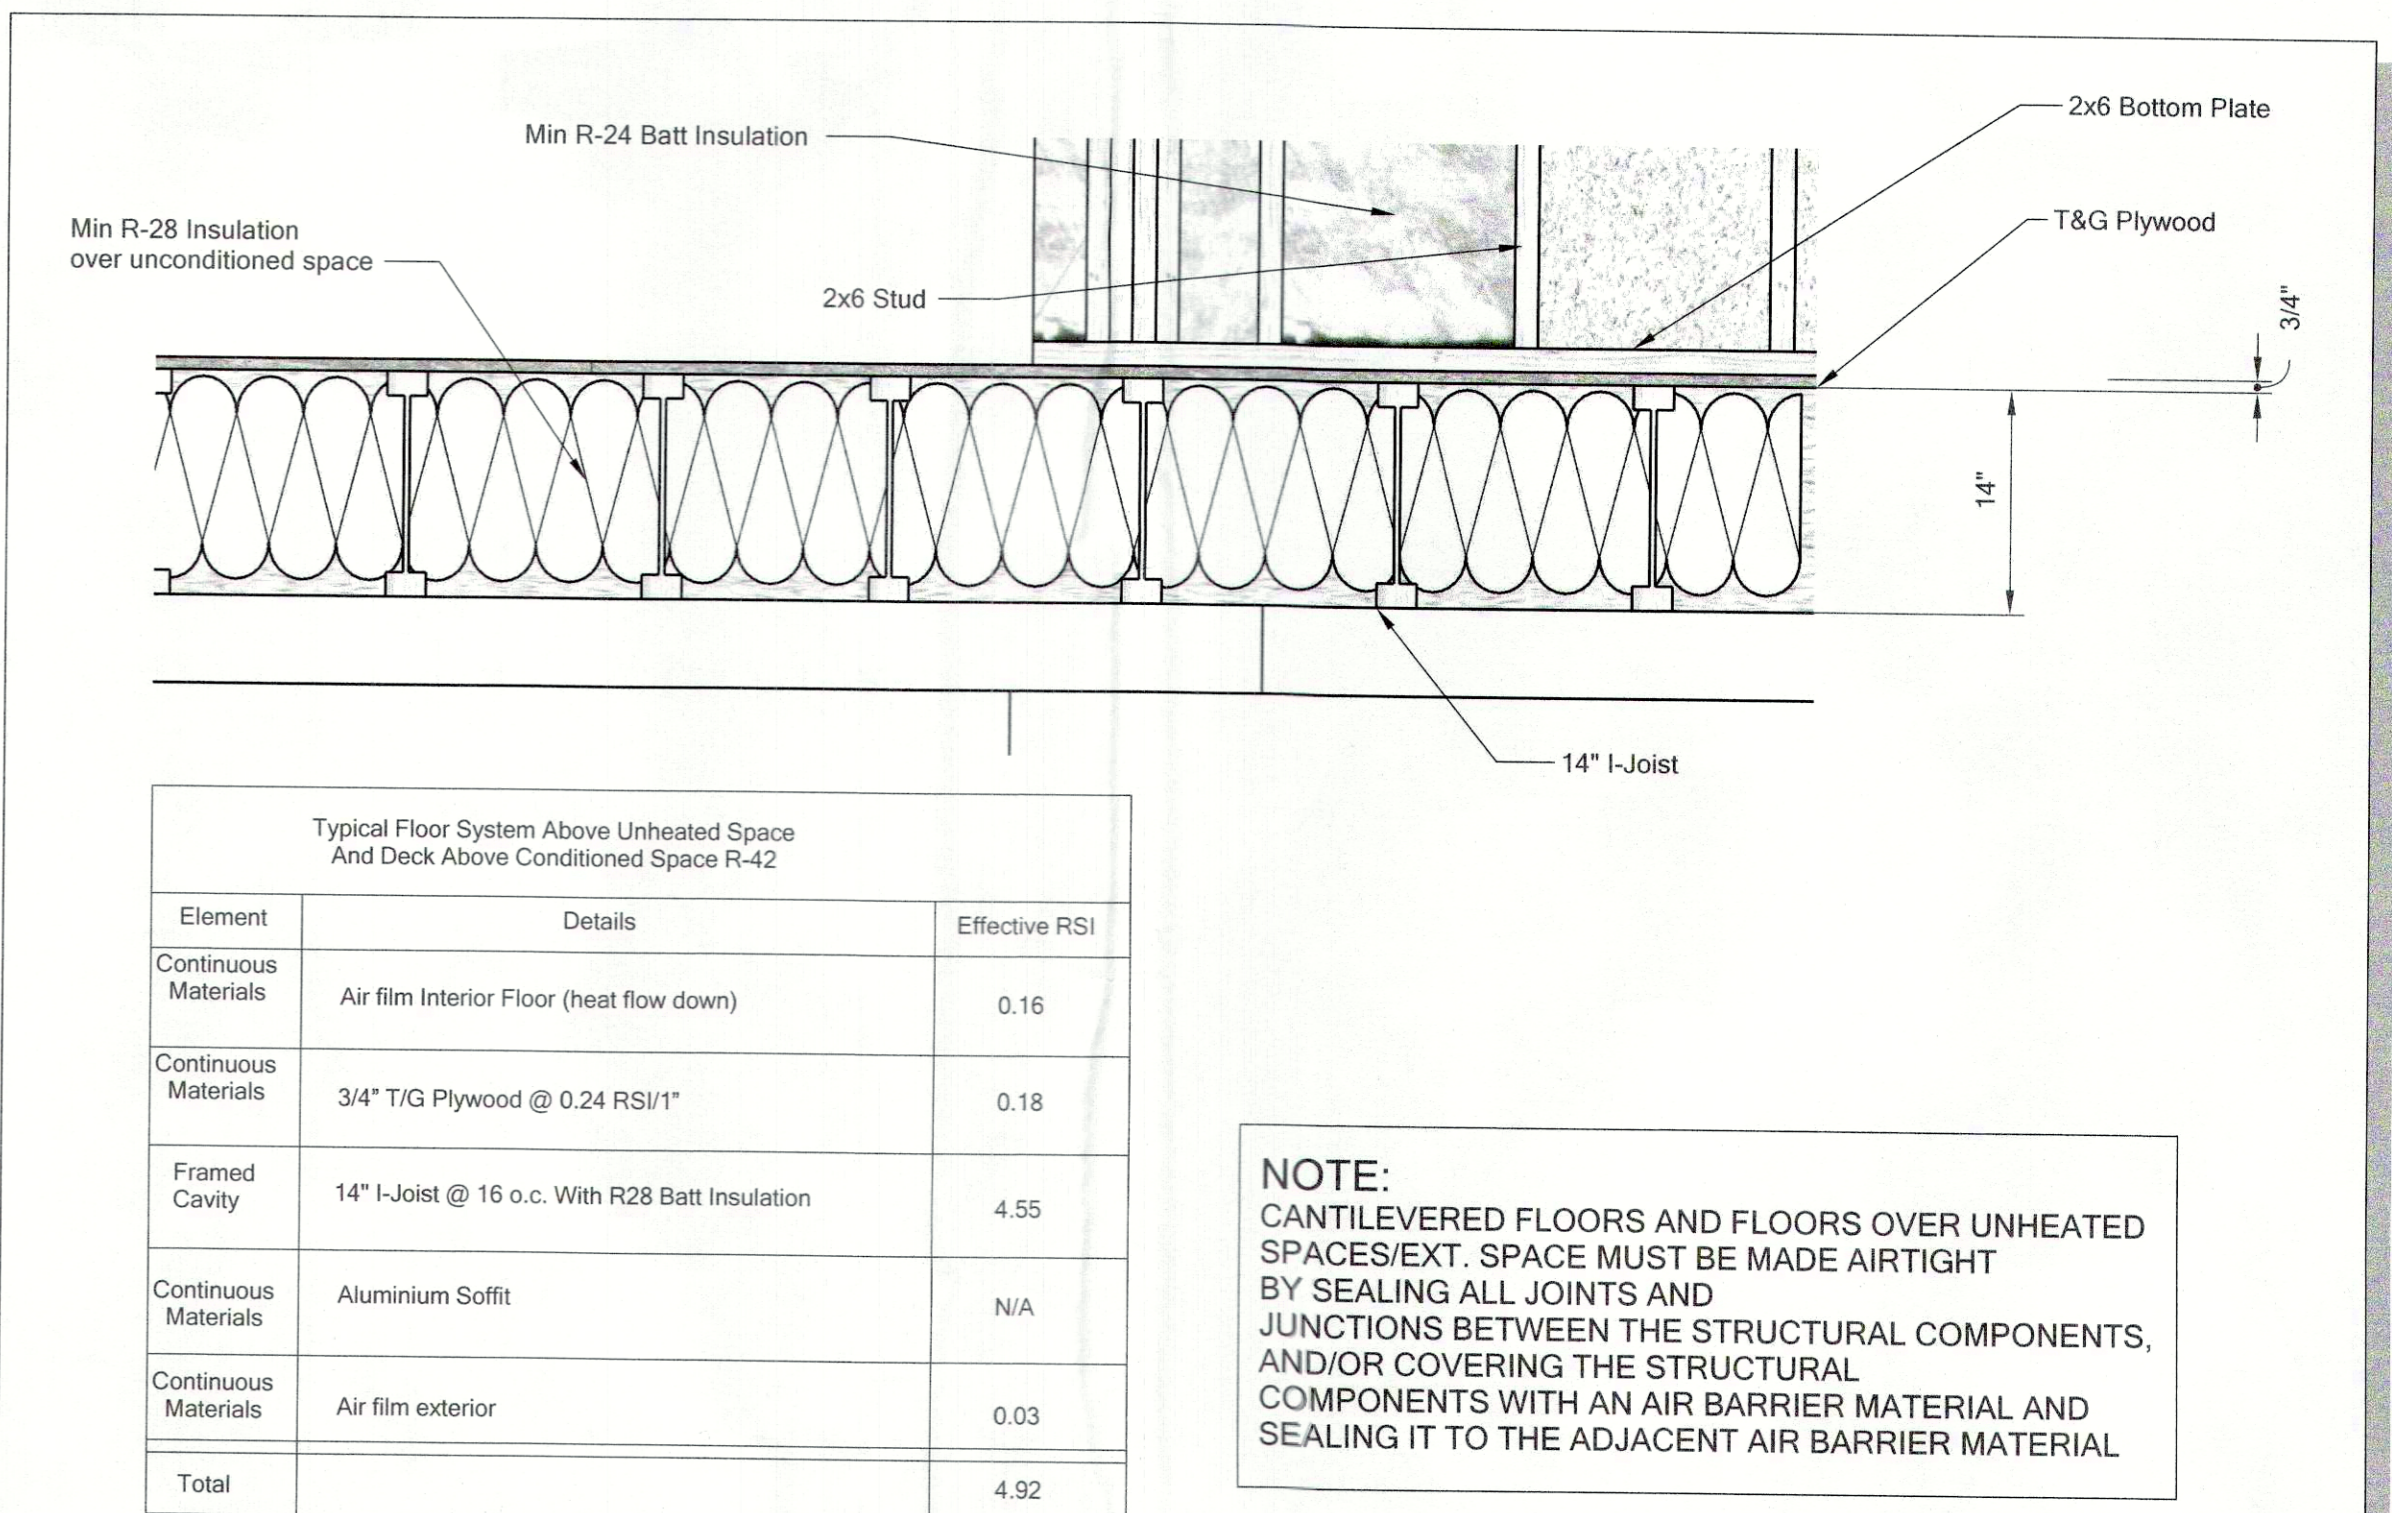 2x6 Bottom Plate
Min R-24 Batt Insulation
T&G Plywood
Min R-28 Insulation
over unconditioned space
2x6 Stud
3/4"
14"
14" I-Joist
Typical Floor System Above Unheated Space
And Deck Above Conditioned Space R-42
Element Details Effective RSI
Continuous
Materials
Air film Interior Floor (heat flow down) 0.16
Continuous
Materials
3/4” T/G Plywood @ 0.24 RSI/1” 0.18
Framed
Cavity
14" I-Joist @ 16 o.c. With R28 Batt Insulation 4.55
Continuous
Materials
Aluminium Soffit N/A
Continuous
Materials
Air film exterior 0.03
Total 4.92
NOTE:
CANTILEVERED FLOORS AND FLOORS OVER UNHEATED
SPACES/EXT. SPACE MUST BE MADE AIRTIGHT
BY SEALING ALL JOINTS AND
JUNCTIONS BETWEEN THE STRUCTURAL COMPONENTS,
AND/OR COVERING THE STRUCTURAL
COMPONENTS WITH AN AIR BARRIER MATERIAL AND
SEALING IT TO THE ADJACENT AIR BARRIER MATERIAL